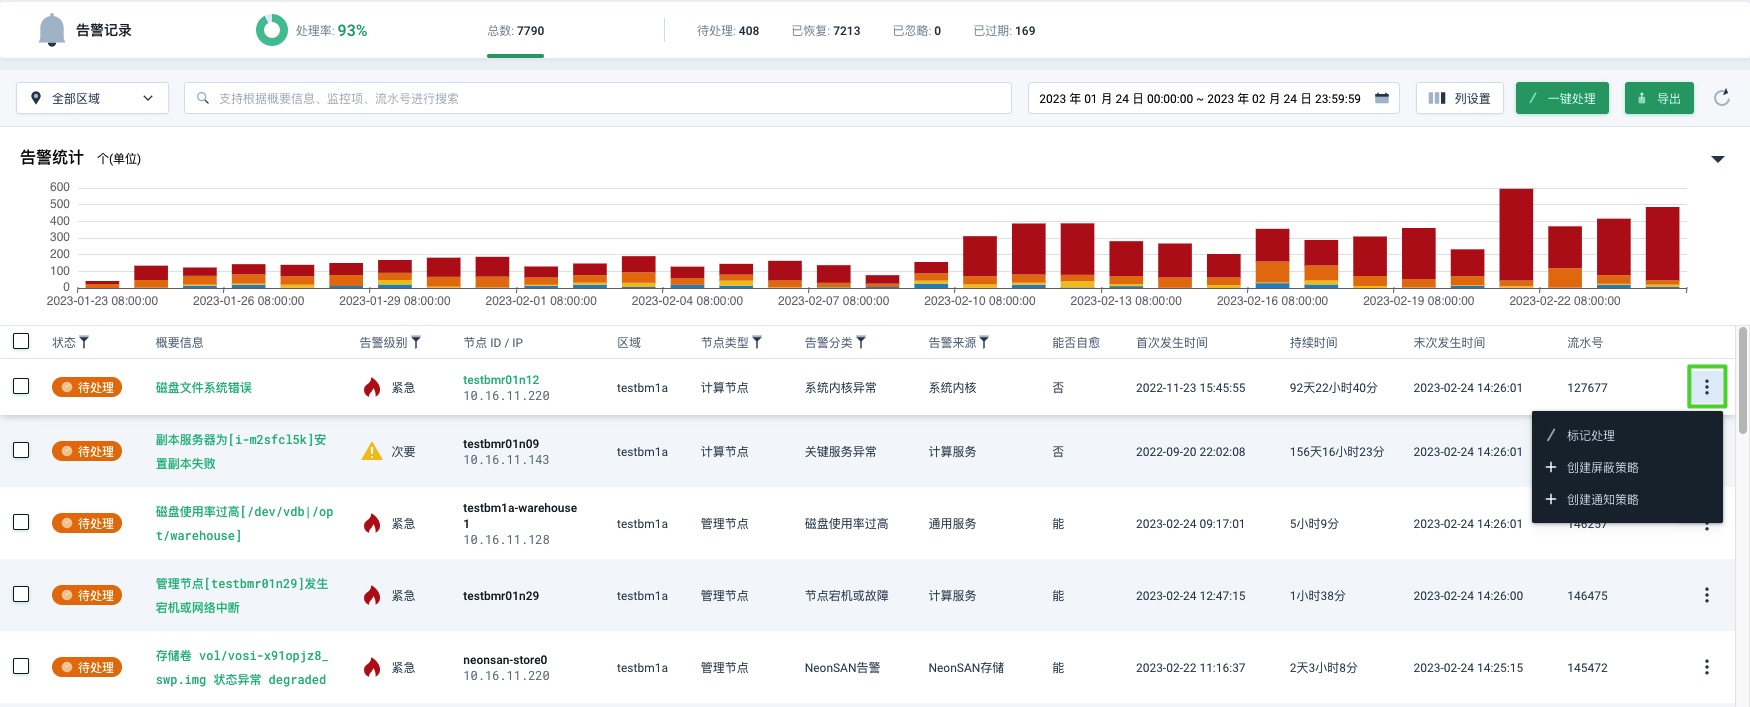 告警记录
处理率: 93%
总数: 7790
待处理: 408
已恢复: 7213
已忽略: 0
已过期: 169
全部区域
支持根据概要信息、监控项、流水号进行搜索
2023 年 01 月 24 日 00:00:00 ~ 2023 年 02 月 24 日 23:59:59
列设置
一键处理
导出
告警统计 个(单位)
600
500
400
300
200
100
0
2023-01-23 08:00:00
2023-01-26 08:00:00
2023-01-29 08:00:00
2023-02-01 08:00:00
2023-02-04 08:00:00
2023-02-07 08:00:00
2023-02-10 08:00:00
2023-02-13 08:00:00
2023-02-16 08:00:00
2023-02-19 08:00:00
2023-02-22 08:00:00
状态 概要信息 告警级别 节点 ID / IP 区域 节点类型 告警分类 告警来源 能否自愈 首次发生时间 持续时间 末次发生时间 流水号
待处理
磁盘文件系统错误
紧急
testbmr01n12
10.16.11.220
testbm1a
计算节点
系统内核异常
系统内核
否
2022-11-23 15:45:55
92天22小时40分
2023-02-24 14:26:01
127677
标记处理
创建屏蔽策略
创建通知策略
待处理
副本服务器为[i-m2sfcl5k]安
置副本失败
次要
testbmr01n09
10.16.11.143
testbm1a
计算节点
关键服务异常
计算服务
否
2022-09-20 22:02:08
156天16小时23分
2023-02-24 14:26:01
待处理
磁盘使用率过高[/dev/vdb|/op
t/warehouse]
紧急
testbm1a-warehouse
1
10.16.11.128
testbm1a
管理节点
磁盘使用率过高
通用服务
能
2023-02-24 09:17:01
5小时9分
2023-02-24 14:26:01
146257
待处理
管理节点[testbmr01n29]发生
宕机或网络中断
紧急
testbmr01n29
testbm1a
管理节点
节点宕机或故障
计算服务
能
2023-02-24 12:47:15
1小时38分
2023-02-24 14:26:00
146475
待处理
存储卷 vol/vosi-x91opjz8_
swp.img 状态异常 degraded
紧急
neonsan-store0
10.16.11.220
testbm1a
管理节点
NeonSAN告警
NeonSAN存储
能
2023-02-22 11:16:37
2天3小时8分
2023-02-24 14:25:15
145472